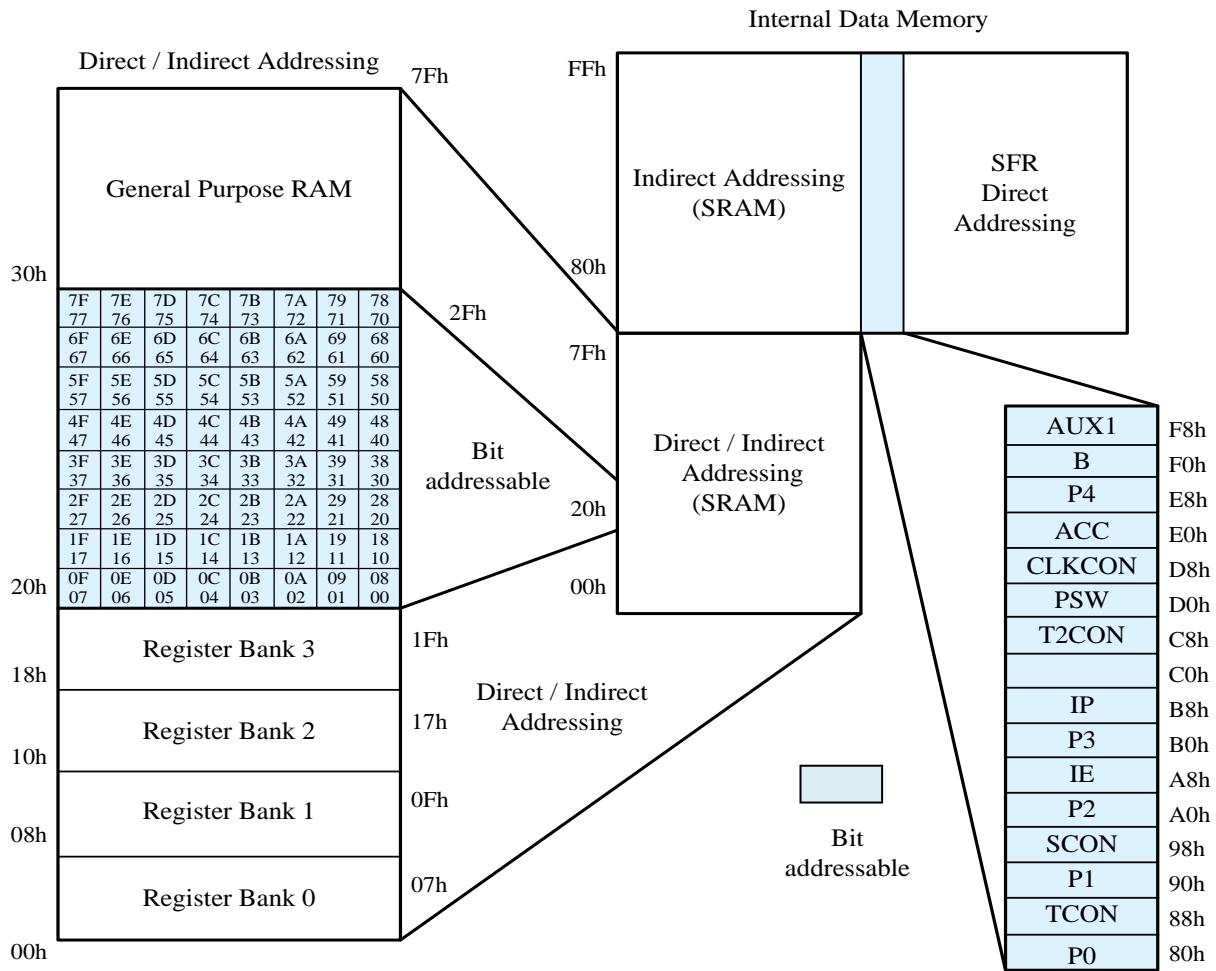 Internal Data Memory
Direct / Indirect Addressing
7Fh
General Purpose RAM
30h
7F 7E 7D 7C 7B 7A 79 78
77 76 75 74 73 72 71 70
6F 6E 6D 6C 6B 6A 69 68
67 66 65 64 63 62 61 60
5F 5E 5D 5C 5B 5A 59 58
57 56 55 54 53 52 51 50
4F 4E 4D 4C 4B 4A 49 48
47 46 45 44 43 42 41 40
3F 3E 3D 3C 3B 3A 39 38
37 36 35 34 33 32 31 30
2F 2E 2D 2C 2B 2A 29 28
27 26 25 24 23 22 21 20
1F 1E 1D 1C 1B 1A 19 18
17 16 15 14 13 12 11 10
0F 0E 0D 0C 0B 0A 09 08
07 06 05 04 03 02 01 00
2Fh
Bit
addressable
20h
Register Bank 3
1Fh
18h
Register Bank 2
17h
10h
Register Bank 1
0Fh
08h
Register Bank 0
07h
00h
Direct / Indirect
Addressing
FFh
Indirect Addressing
(SRAM)
80h
SFR
Direct
Addressing
7Fh
Direct / Indirect
Addressing
(SRAM)
20h
00h
Bit
addressable
AUX1 F8h
B F0h
P4 E8h
ACC E0h
CLKCON D8h
PSW D0h
T2CON C8h
C0h
IP B8h
P3 B0h
IE A8h
P2 A0h
SCON 98h
P1 90h
TCON 88h
P0 80h